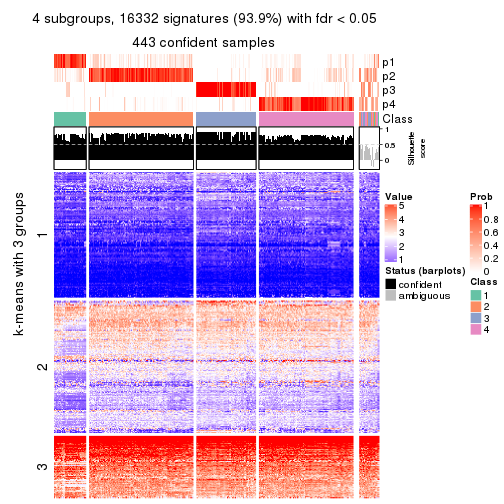 4 subgroups, 16332 signatures (93.9%) with fdr < 0.05
443 confident samples
p1
p2
p3
p4
Class
1
0.5
0
Silhouette
score
k-means with 3 groups
1
2
3
Value
5
4
3
2
1
Status (barplots)
confident
ambiguous
Prob
1
0.8
0.6
0.4
0.2
0
Class
1
2
3
4